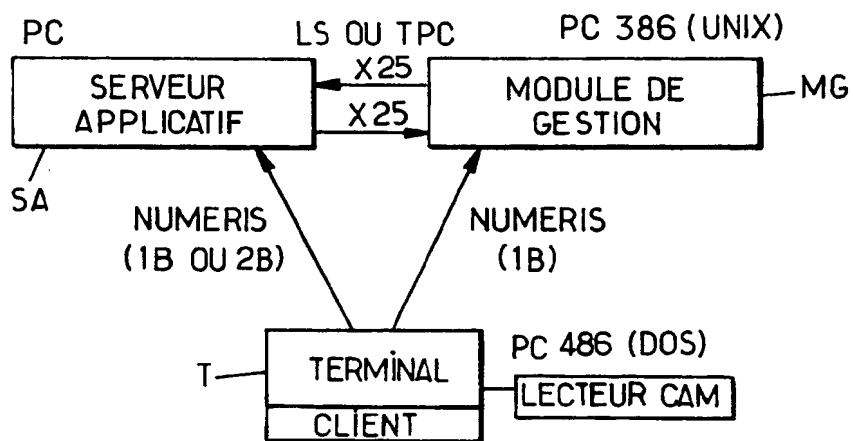 PC
LS OU TPC
PC 386 (UNIX)
SERVEUR
APPLICATIF
X25
X25
MODULE DE
GESTION
MG
SA
NUMERIS
(1B OU 2B)
NUMERIS
(1B)
T
TERMINAL
CLIENT
PC 486 (DOS)
LECTEUR CAM